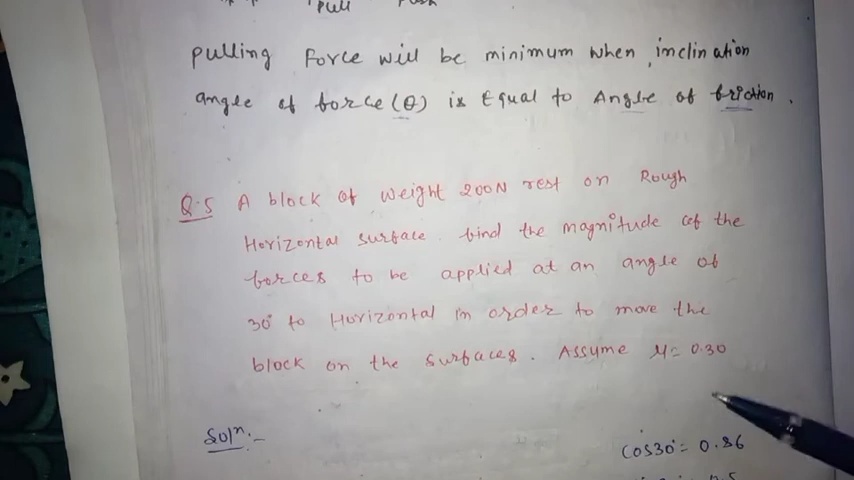 Pull Push
pulling Force will be minimum when inclination
angle of force (θ) is Equal to Angle of friction.
Q.5 A block of weight 200N rest on Rough
Horizontal surface. find the magnitude of the
forces to be applied at an angle of
30° to Horizontal in order to move the
block on the surfaces. Assume μ= 0.30
Solⁿ:-
cos30°= 0.86